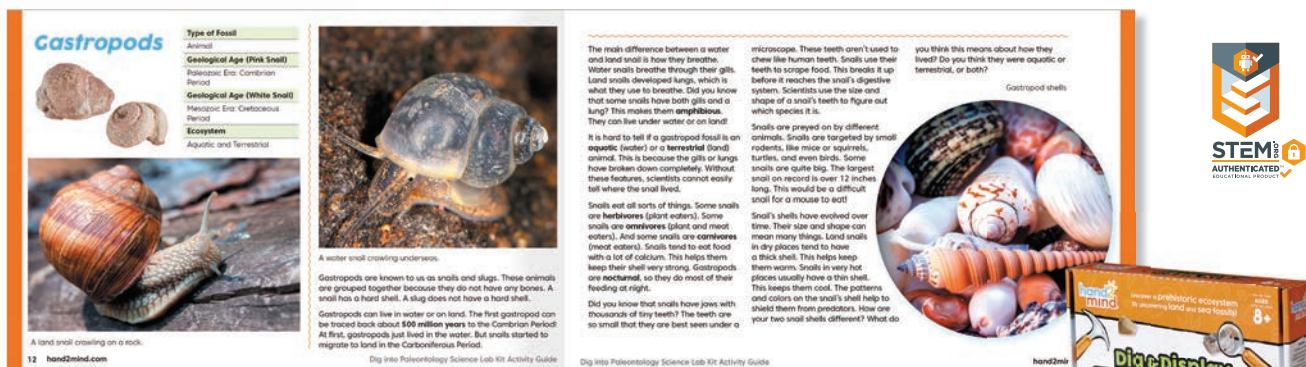 Gastropods
Type of Fossil
Animal
Geological Age (Pink Snail)
Paleozoic Era: Cambrian
Period
Geological Age (White Snail)
Mesozoic Era: Cretaceous
Period
Ecosystem
Aquatic and Terrestrial
A land snail crawling on a rock.
12 hand2mind.com
A water snail crawling undersea.
Gastropods are known to us as snails and slugs. These animals
are grouped together because they do not have any bones. A
snail has a hard shell. A slug does not have a hard shell.
Gastropods can live in water or on land. The first gastropod can
be traced back about 500 million years to the Cambrian Period!
At first, gastropods just lived in the water. But snails started to
migrate to land in the Carboniferous Period.
Dig into Paleontology Science Lab Kit Activity Guide
The main difference between a water
and land snail is how they breathe.
Water snails breathe through their gills.
Land snails developed lungs, which is
what they use to breathe. Did you know
that some snails have both gills and a
lung? This makes them amphibious.
They can live under water or on land!
It is hard to tell if a gastropod fossil is an
aquatic (water) or a terrestrial (land)
animal. This is because the gills or lungs
have broken down completely. Without
these features, scientists cannot easily
tell where the snail lived.
Snails eat all sorts of things. Some snails
are herbivores (plant eaters). Some
snails are omnivores (plant and meat
eaters). And some snails are carnivores
(meat eaters). Snails tend to eat food
with a lot of calcium. This helps them
keep their shell very strong. Gastropods
are nocturnal, so they do most of their
feeding at night.
Did you know that snails have jaws with
thousands of tiny teeth? The teeth are
so small that they are best seen under a
microscope. These teeth aren't used to
chew like human teeth. Snails use their
teeth to scrape food. This breaks it up
before it reaches the snail's digestive
system. Scientists use the size and
shape of a snail's teeth to figure out
which species it is.
Snails are preyed on by different
animals. Snails are targeted by small
rodents, like mice or squirrels,
turtles, and even birds. Some
snails are quite big. The largest
snail on record is over 12 inches
long. This would be a difficult
snail for a mouse to eat!
Snail's shells have evolved over
time. Their size and shape can
mean many things. Land snails
in dry places tend to have
a thick shell. This helps keep
them warm. Snails in very hot
places usually have a thin shell.
This keeps them cool. The patterns
and colors on the snail's shell help to
shield them from predators. How are
your two snail shells different? What do
you think this means about how they
lived? Do you think they were aquatic or
terrestrial, or both?
Gastropod shells
Dig into Paleontology Science Lab Kit Activity Guide
hand2mir
STEM.ORG
AUTHENTICATED™
EDUCATIONAL PRODUCT
hand2mind
Uncover a prehistoric ecosystem
by uncovering land and sea fossils!
8+
Dig & Display